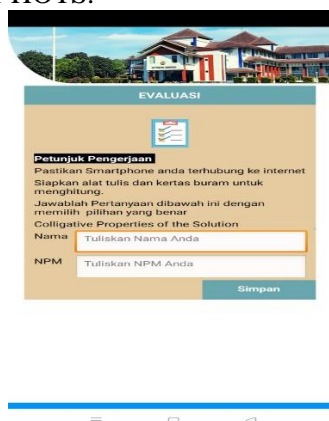 EVALUASI
Petunjuk Pengerjaan
Pastikan Smartphone anda terhubung ke internet
Siapkan alat tulis dan kertas buram untuk
menghitung.
Jawablah Pertanyaan dibawah ini dengan
memilih pilihan yang benar
Colligative Properties of the Solution
Nama
Tuliskan Nama Anda
NPM
Tuliskan NPM Anda
Simpan